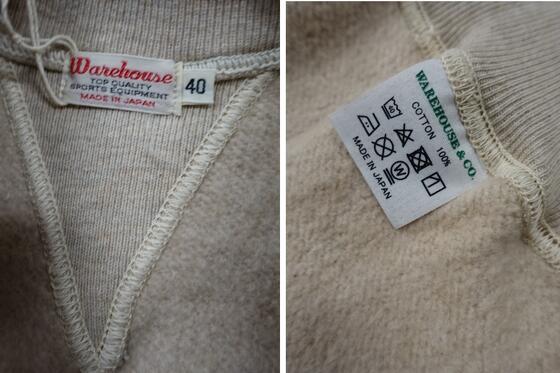 Warehouse
TOP QUALITY
SPORTS EQUIPMENT
MADE IN JAPAN
40
WAREHOUSE & CO.
COTTON 100%
W
MADE IN JAPAN